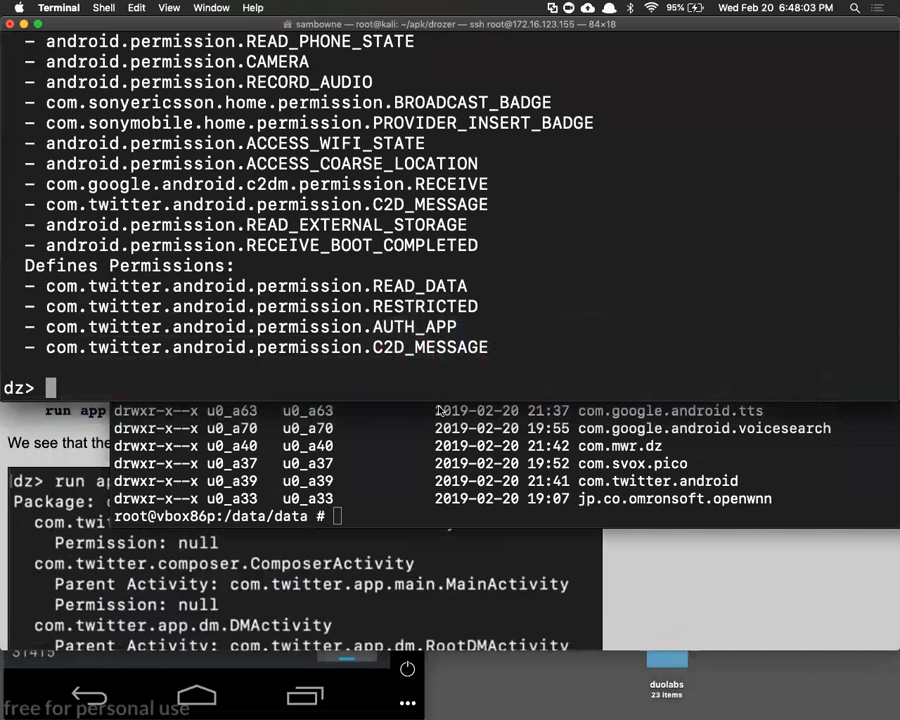 Terminal Shell Edit View Window Help 95% Wed Feb 20 6:48:03 PM
sambowne — root@kali: ~/apk/drozer — ssh root@172.16.123.155 — 84×18
- android.permission.READ_PHONE_STATE
- android.permission.CAMERA
- android.permission.RECORD_AUDIO
- com.sonyericsson.home.permission.BROADCAST_BADGE
- com.sonymobile.home.permission.PROVIDER_INSERT_BADGE
- android.permission.ACCESS_WIFI_STATE
- android.permission.ACCESS_COARSE_LOCATION
- com.google.android.c2dm.permission.RECEIVE
- com.twitter.android.permission.C2D_MESSAGE
- android.permission.READ_EXTERNAL_STORAGE
- android.permission.RECEIVE_BOOT_COMPLETED
Defines Permissions:
- com.twitter.android.permission.READ_DATA
- com.twitter.android.permission.RESTRICTED
- com.twitter.android.permission.AUTH_APP
- com.twitter.android.permission.C2D_MESSAGE
dz>
run app
drwxr-x--x u0_a63 u0_a63 2019-02-20 21:37 com.google.android.tts
drwxr-x--x u0_a70 u0_a70 2019-02-20 19:55 com.google.android.voicesearch
drwxr-x--x u0_a40 u0_a40 2019-02-20 21:42 com.mwr.dz
drwxr-x--x u0_a37 u0_a37 2019-02-20 19:52 com.svox.pico
drwxr-x--x u0_a39 u0_a39 2019-02-20 21:41 com.twitter.android
drwxr-x--x u0_a33 u0_a33 2019-02-20 19:07 jp.co.omronsoft.openwnn
root@vbox86p:/data/data #
We see that the
dz> run ap
Package:
com.twi
Permission: null
com.twitter.composer.ComposerActivity
Parent Activity: com.twitter.app.main.MainActivity
Permission: null
com.twitter.app.dm.DMActivity
Parent Activity: com.twitter.app.dm.RootDMActivity
31415
free for personal use
duolabs
23 items